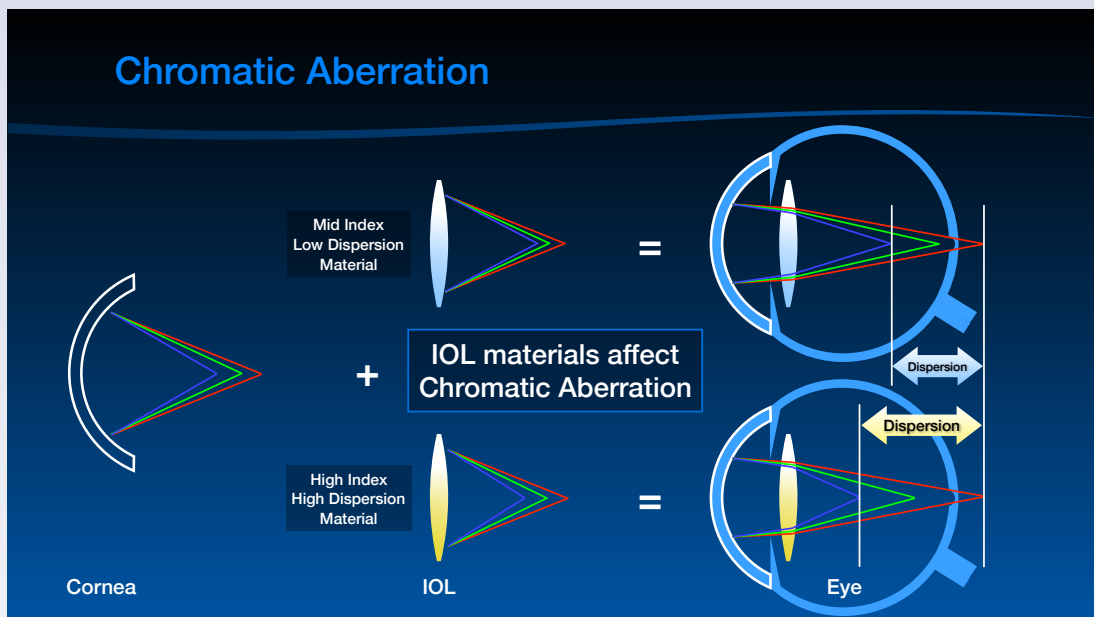 Chromatic Aberration
Mid Index
Low Dispersion
Material
=
+
IOL materials affect
Chromatic Aberration
Dispersion
Dispersion
High Index
High Dispersion
Material
=
Cornea
IOL
Eye